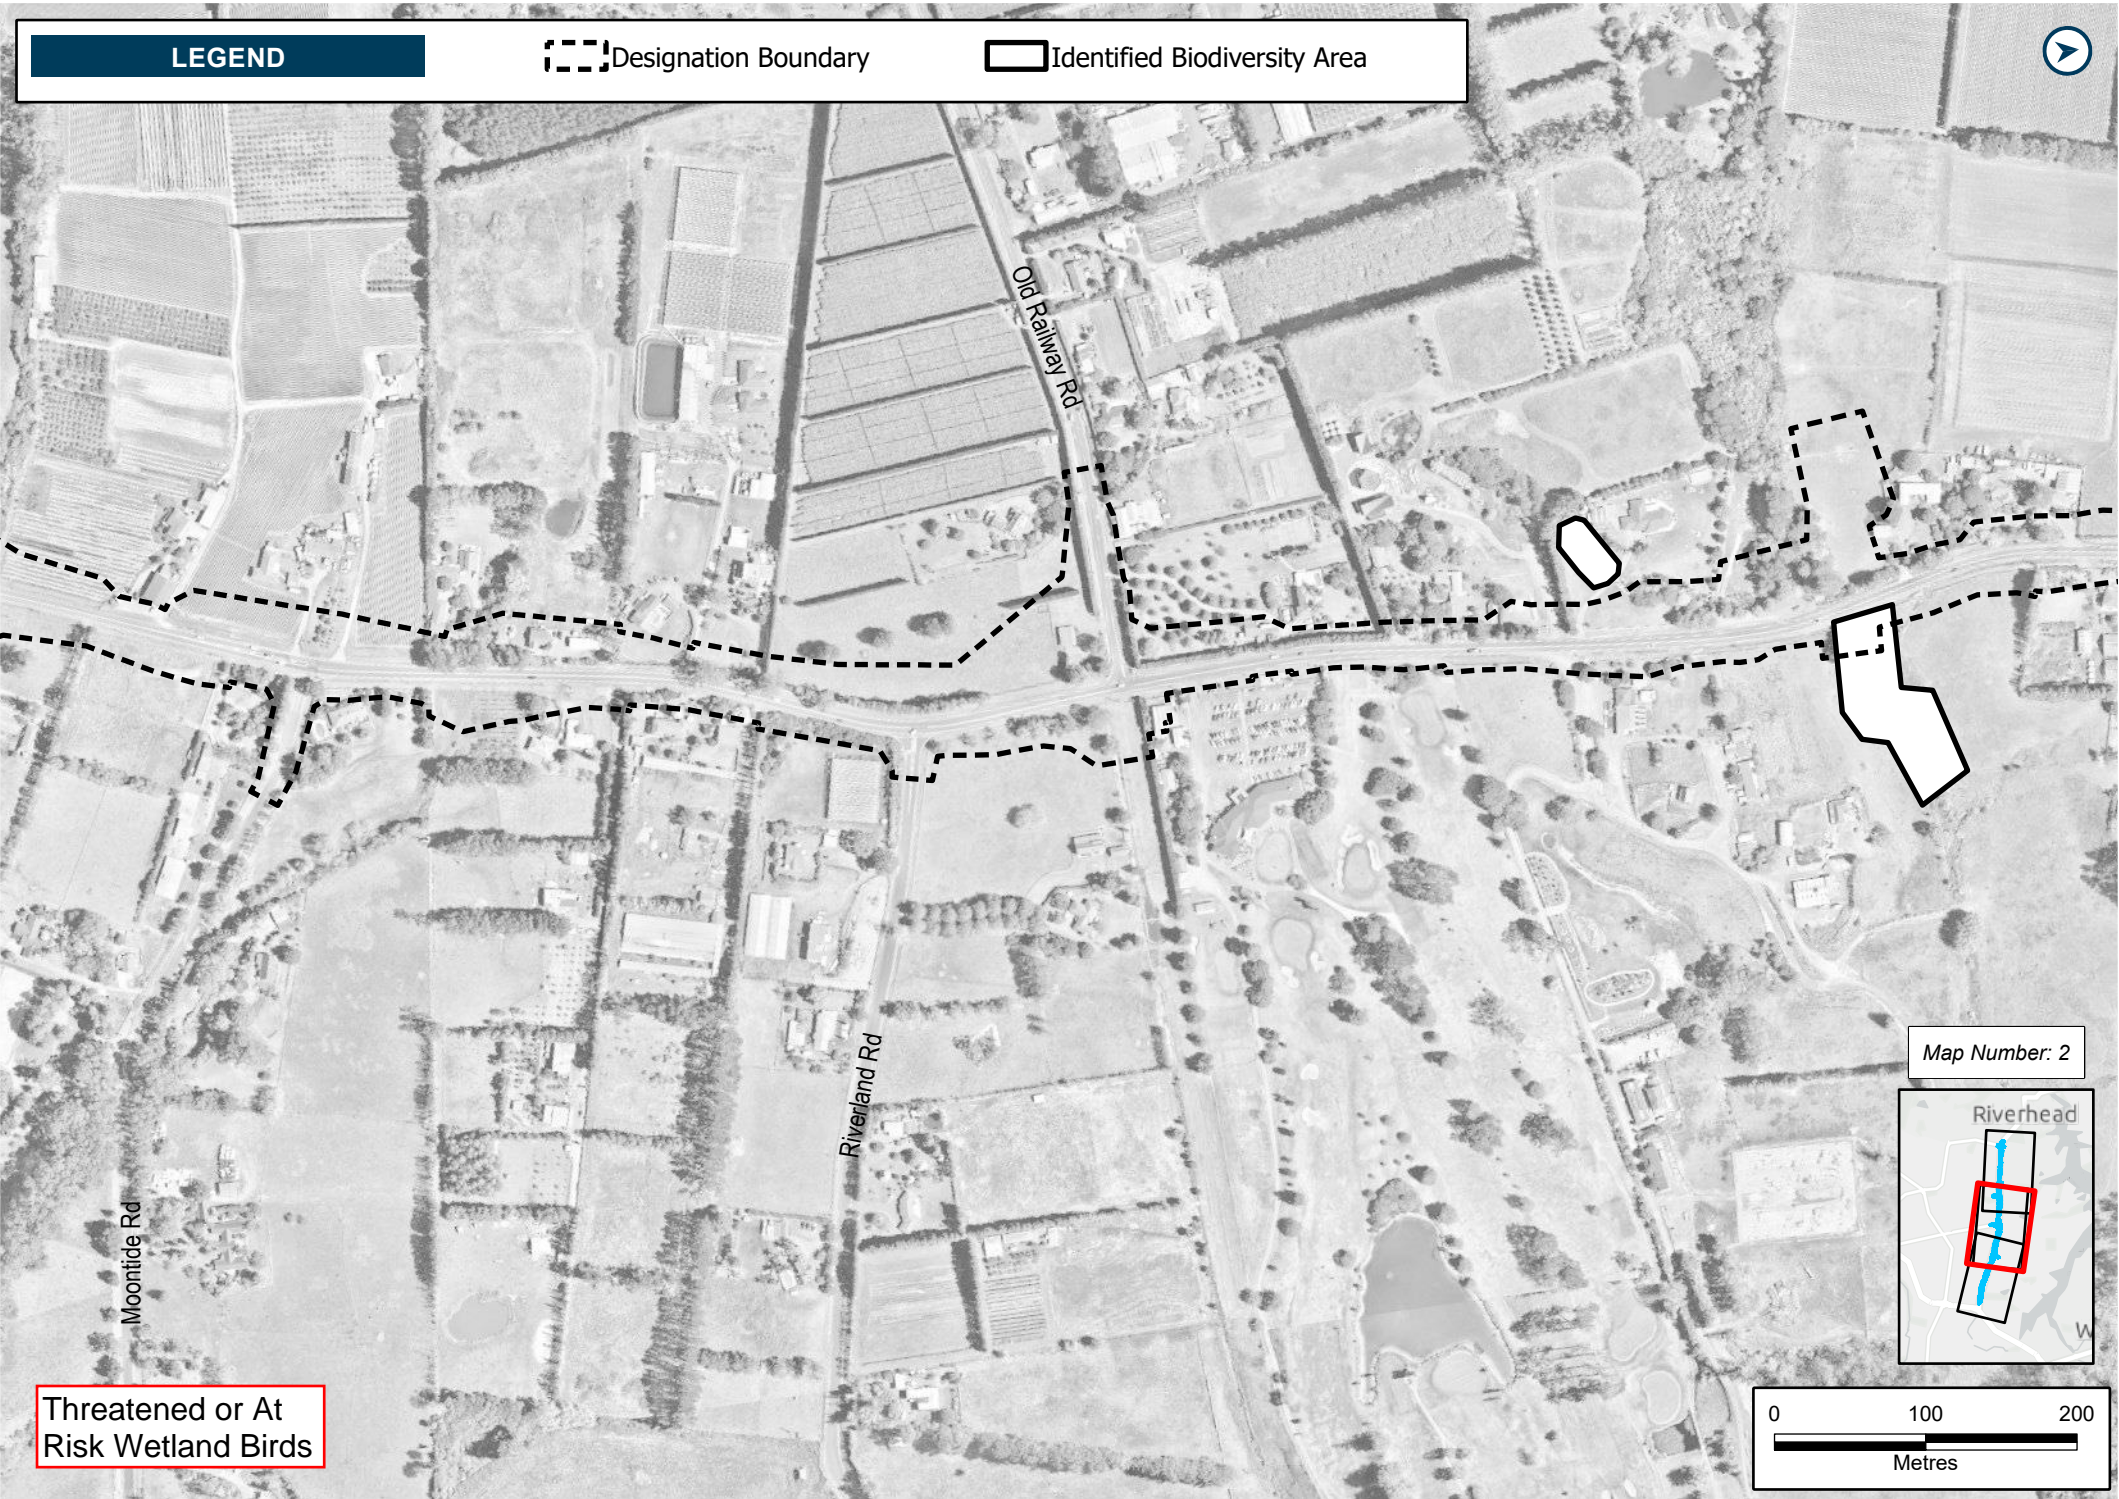 LEGEND
Designation Boundary
Identified Biodiversity Area
Old Railway Rd
Riverland Rd
Moontide Rd
Map Number: 2
Riverhead
W
Threatened or At
Risk Wetland Birds
0 100 200
Metres